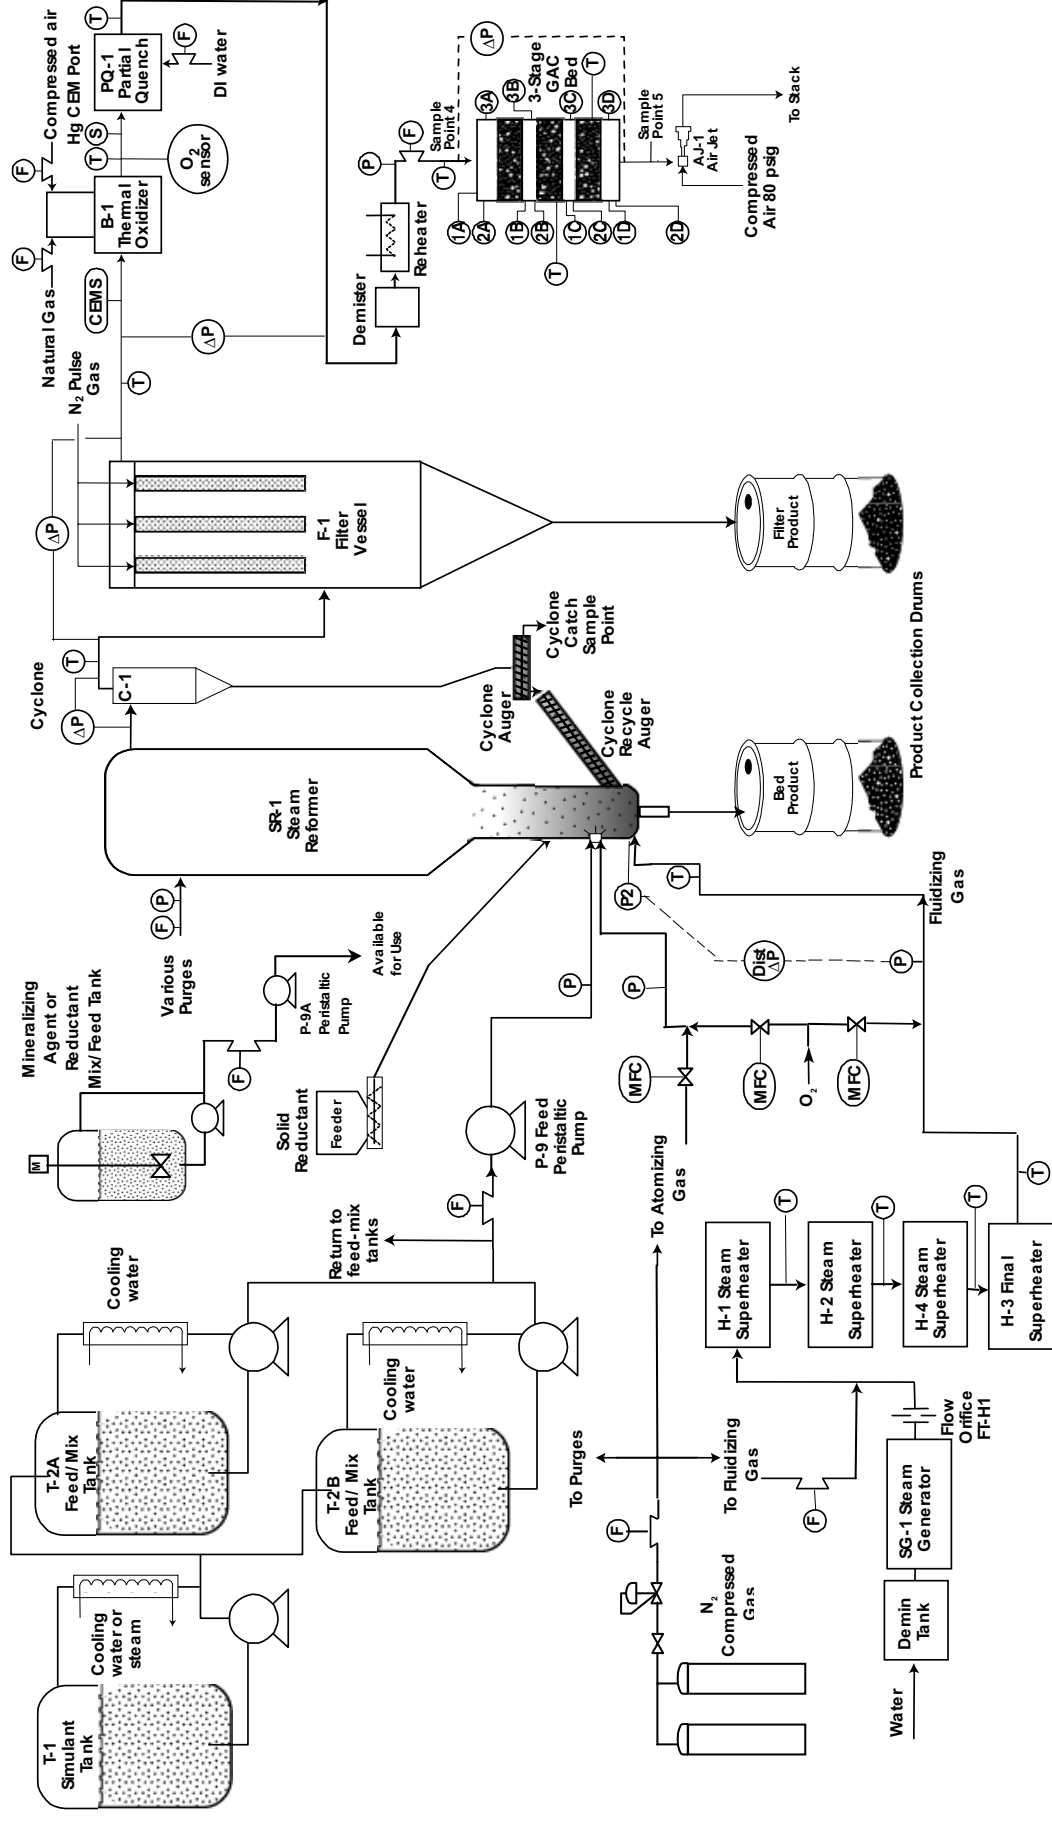 T-1
Simulant
Tank
Cooling
water or
steam
T-2A
Feed/ Mix
Tank
Cooling
water
T-2B
Feed/ Mix
Tank
Cooling
water
Return to
feed-mix
tanks
F
P-9 Feed
Peristaltic
Pump
P
Mineralizing
Agent or
Reductant
Mix/Feed Tank
M
F
P-9A
Peristaltic
Pump
Available
for Use
Solid
Reductant
Feeder
Various
Purges
F
P
SR-1
Steam
Reformer
Cyclone
ΔP
T
C-1
Cyclone
Auger
Cyclone
Catch
Sample
Point
Cyclone
Recycle
Auger
ΔP
N2 Pulse
Gas
F-1
Filter
Vessel
Bed
Product
Filter
Product
Product Collection Drums
T
ΔP
CEMS
Natural Gas
F
F
Compressed air
B-1
Thermal
Oxidizer
Hg CEM Port
T
S
O2
sensor
PQ-1
Partial
Quench
T
F
DI water
Demister
Reheater
P
F
T
Sample
Point 4
ΔP
3-Stage
GAC
Bed
1A
2A
1B
2B
1C
2C
1D
2D
3A
3B
3C
3D
T
T
Sample
Point 5
AJ-1
Air Jet
Compressed
Air 80 psig
To Stack
N2
Compressed
Gas
F
To Purges
To Fluidizing
Gas
To Atomizing
Gas
MFC
MFC
MFC
O2
P
P2
Dist
ΔP
P
T
Fluidizing
Gas
Water
Demin
Tank
SG-1 Steam
Generator
Flow
Orifice
FT-H1
F
H-1 Steam
Superheater
T
H-2 Steam
Superheater
T
H-4 Steam
Superheater
T
H-3 Final
Superheater
T